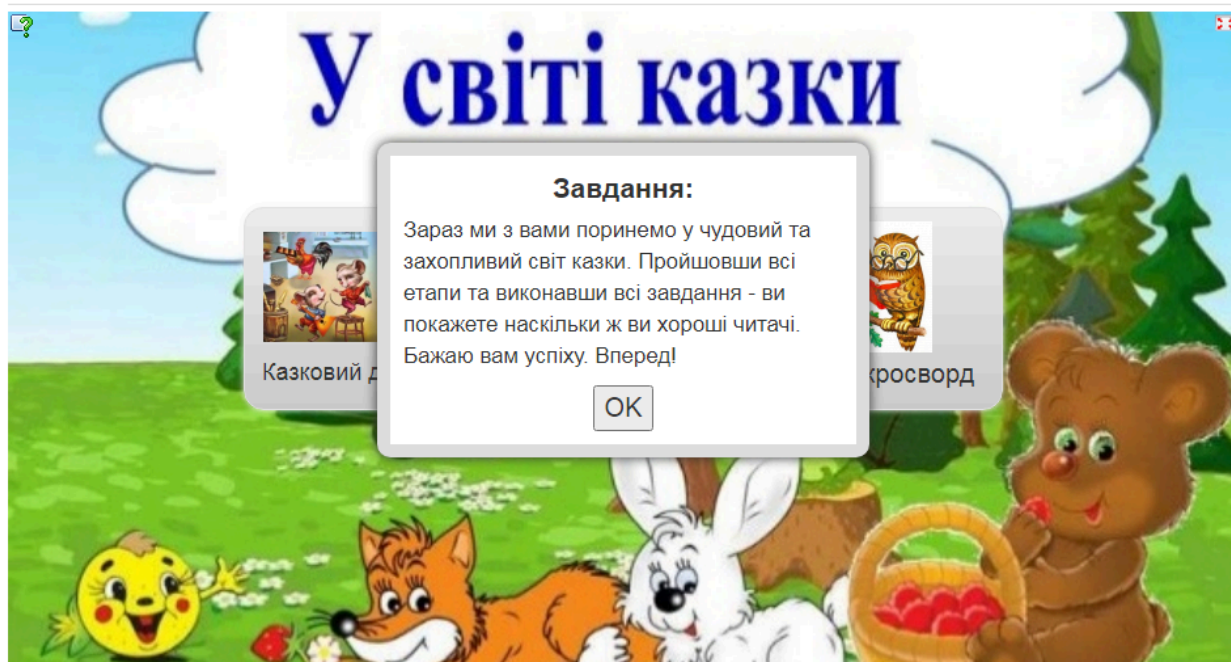 У світі казки
Завдання:
Зараз ми з вами поринемо у чудовий та
захопливий світ казки. Пройшовши всі
етапи та виконавши всі завдання - ви
покажете наскільки ж ви хороші читачі.
Бажаю вам успіху. Вперед!
OK
Казковий
кросворд